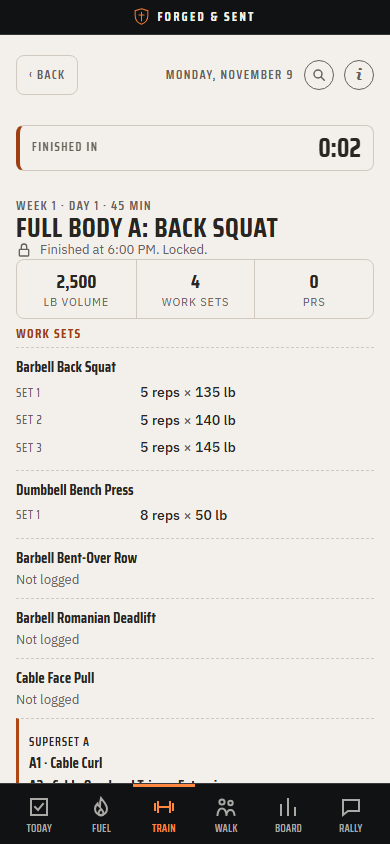 FORGED & SENT
‹ BACK
MONDAY, NOVEMBER 9
i
FINISHED IN
0:02
WEEK 1 · DAY 1 · 45 MIN
FULL BODY A: BACK SQUAT
Finished at 6:00 PM. Locked.
2,500
4
0
LB VOLUME
WORK SETS
PRS
WORK SETS
Barbell Back Squat
SET 1 5 reps × 135 lb
SET 2 5 reps × 140 lb
SET 3 5 reps × 145 lb
Dumbbell Bench Press
SET 1 8 reps × 50 lb
Barbell Bent-Over Row
Not logged
Barbell Romanian Deadlift
Not logged
Cable Face Pull
Not logged
SUPERSET A
A1 · Cable Curl
TODAY
FUEL
TRAIN
WALK
BOARD
RALLY